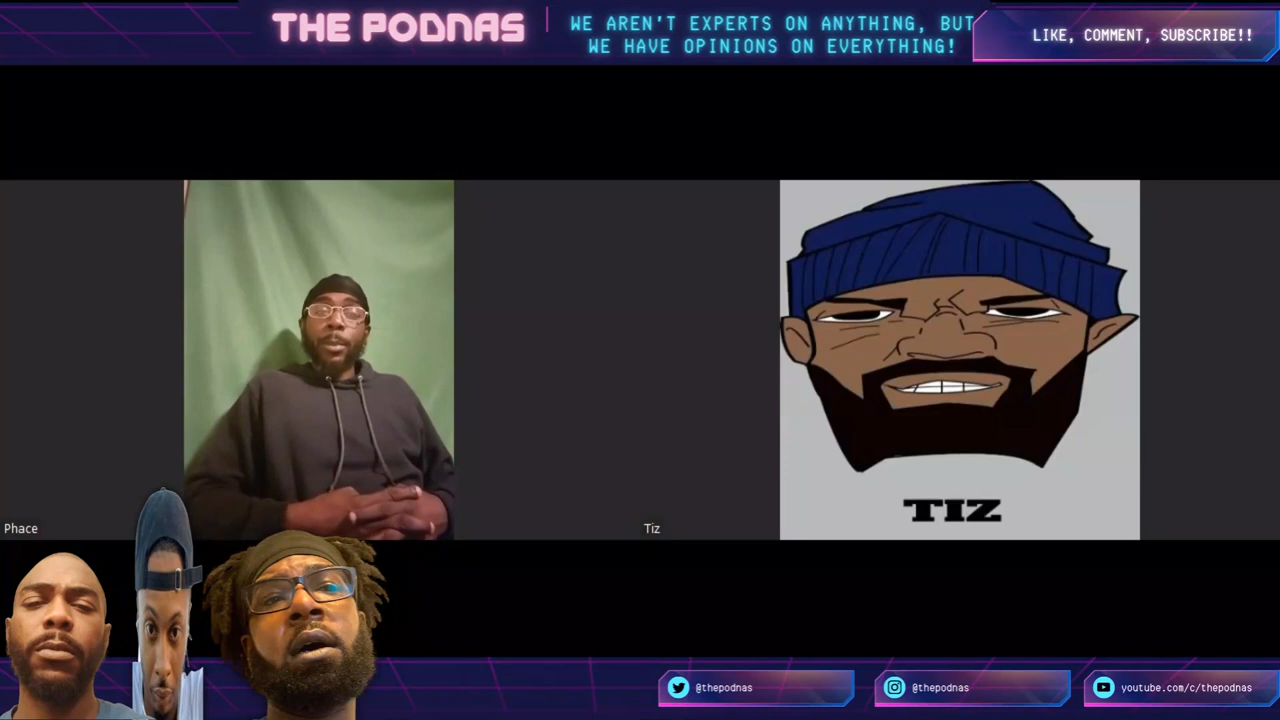 THE PODNAS
WE AREN'T EXPERTS ON ANYTHING, BUT
WE HAVE OPINIONS ON EVERYTHING!
LIKE, COMMENT, SUBSCRIBE!!
Phace
Tiz
TIZ
@thepodnas
@thepodnas
youtube.com/c/thepodnas